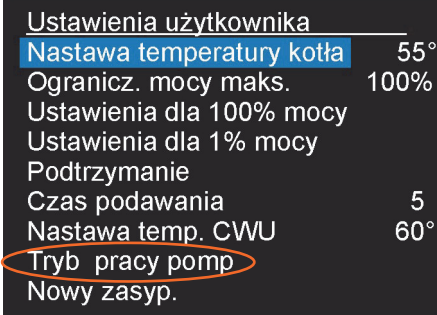 Ustawienia użytkownika
Nastawa temperatury kotła 55°
Ogranicz. mocy maks. 100%
Ustawienia dla 100% mocy
Ustawienia dla 1% mocy
Podtrzymanie
Czas podawania 5
Nastawa temp. CWU 60°
Tryb pracy pomp
Nowy zasyp.